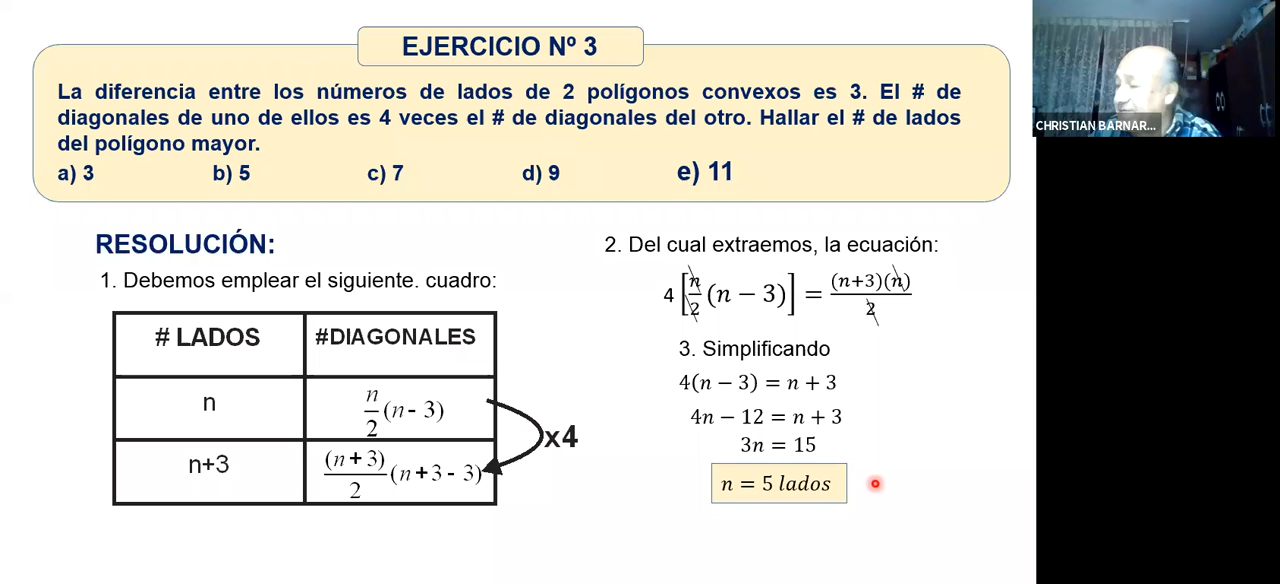 EJERCICIO Nº 3
La diferencia entre los números de lados de 2 polígonos convexos es 3. El # de
diagonales de uno de ellos es 4 veces el # de diagonales del otro. Hallar el # de lados
del polígono mayor.
a) 3 b) 5 c) 7 d) 9 e) 11
CHRISTIAN BARNAR...
RESOLUCIÓN:
1. Debemos emplear el siguiente. cuadro:
# LADOS #DIAGONALES
n n/2 (n - 3)
n+3 (n + 3)/2 (n + 3 - 3)
x4
2. Del cual extraemos, la ecuación:
4 [n/2 (n − 3)] = (n+3)(n)/2
3. Simplificando
4(n − 3) = n + 3
4n − 12 = n + 3
3n = 15
n = 5 lados